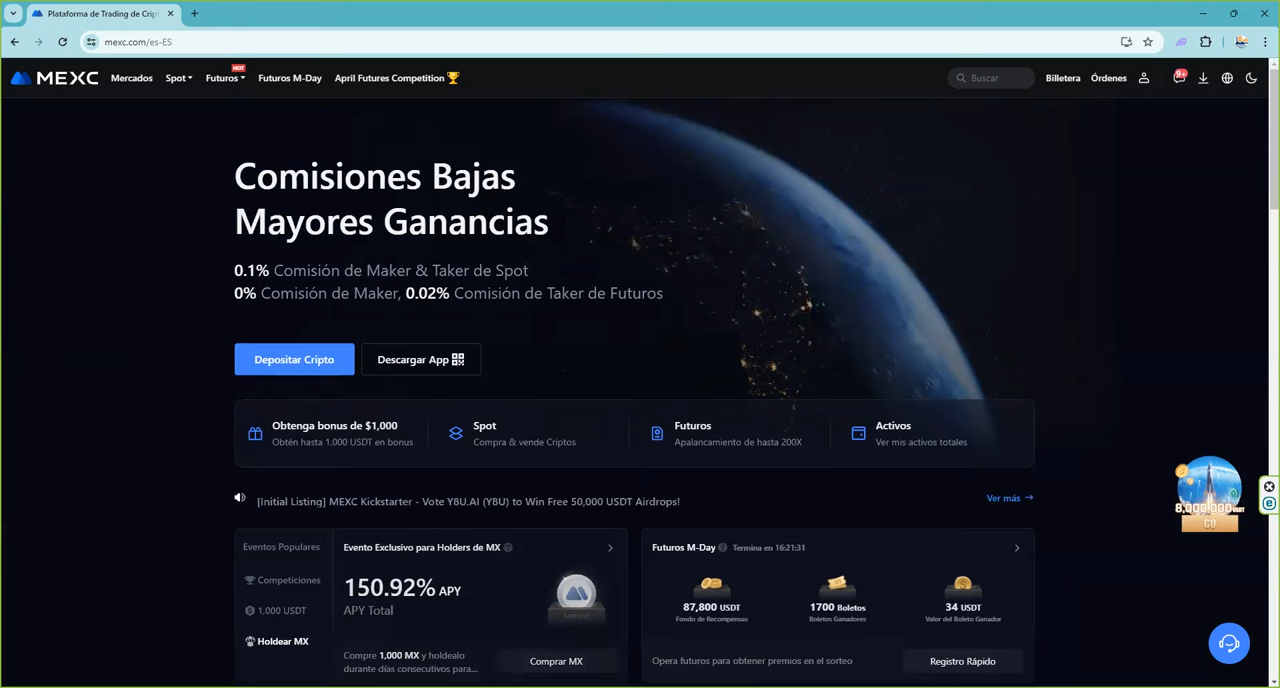 Plataforma de Trading de Crip
mexc.com/es-ES
MEXC Mercados Spot Futuros HOT Futuros M-Day April Futures Competition Buscar Billetera Órdenes 9+
Comisiones Bajas
Mayores Ganancias
0.1% Comisión de Maker & Taker de Spot
0% Comisión de Maker, 0.02% Comisión de Taker de Futuros
Depositar Cripto Descargar App
Obtenga bonus de $1,000
Obtén hasta 1.000 USDT en bonus
Spot
Compra & vende Criptos
Futuros
Apalancamiento de hasta 200X
Activos
Ver mis activos totales
[Initial Listing] MEXC Kickstarter - Vote Y8U.AI (Y8U) to Win Free 50,000 USDT Airdrops!
Ver más →
8,000,000 USDT
GO
Eventos Populares
Competiciones
1,000 USDT
Holdear MX
Evento Exclusivo para Holders de MX
150.92% APY
APY Total
MEXC
Compre 1,000 MX y holdealo
durante días consecutivos para...
Comprar MX
Futuros M-Day Termina en 16:21:31
87,800 USDT
Fondo de Recompensas
1700 Boletos
Boletos Ganadores
34 USDT
Valor del Boleto Ganador
Opera futuros para obtener premios en el sorteo
Registro Rápido